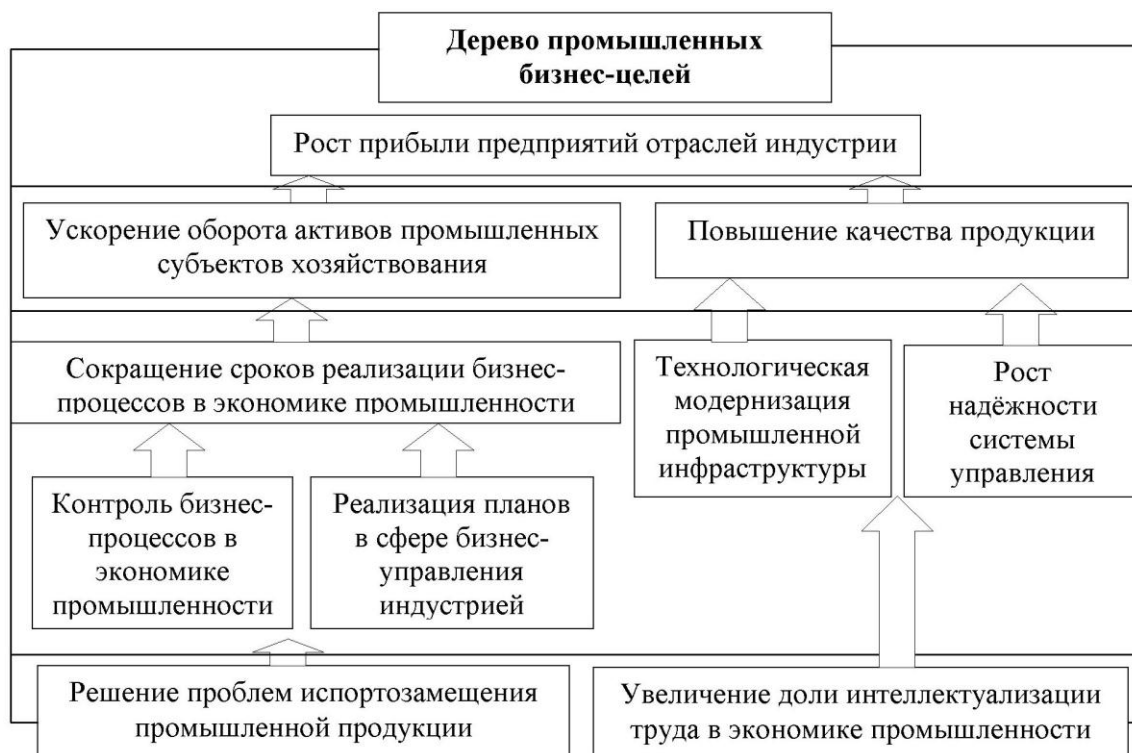 Дерево промышленных
бизнес-целей
Рост прибыли предприятий отраслей индустрии
Ускорение оборота активов промышленных
субъектов хозяйствования
Повышение качества продукции
Сокращение сроков реализации бизнес-
процессов в экономике промышленности
Технологическая
модернизация
промышленной
инфраструктуры
Рост
надёжности
системы
управления
Контроль бизнес-
процессов в
экономике
промышленности
Реализация планов
в сфере бизнес-
управления
индустрией
Решение проблем испортозамещения
промышленной продукции
Увеличение доли интеллектуализации
труда в экономике промышленности